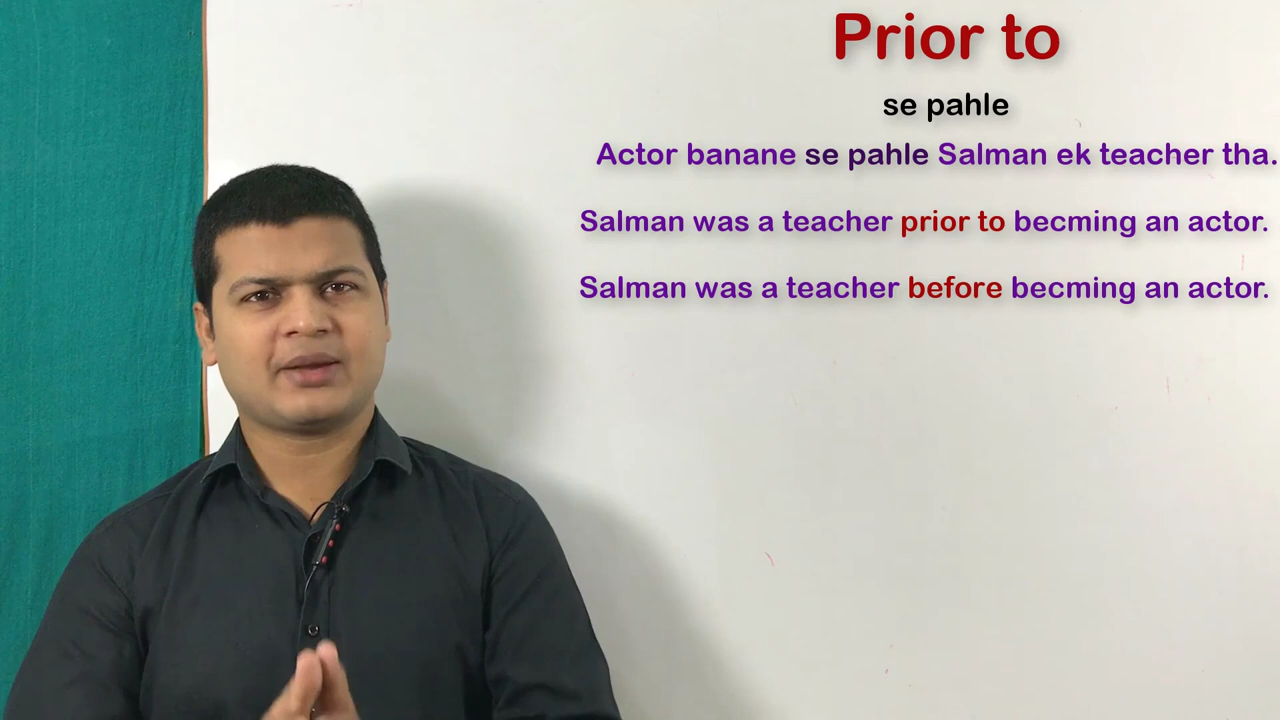 Prior to
se pahle
Actor banane se pahle Salman ek teacher tha.
Salman was a teacher prior to becming an actor.
Salman was a teacher before becming an actor.